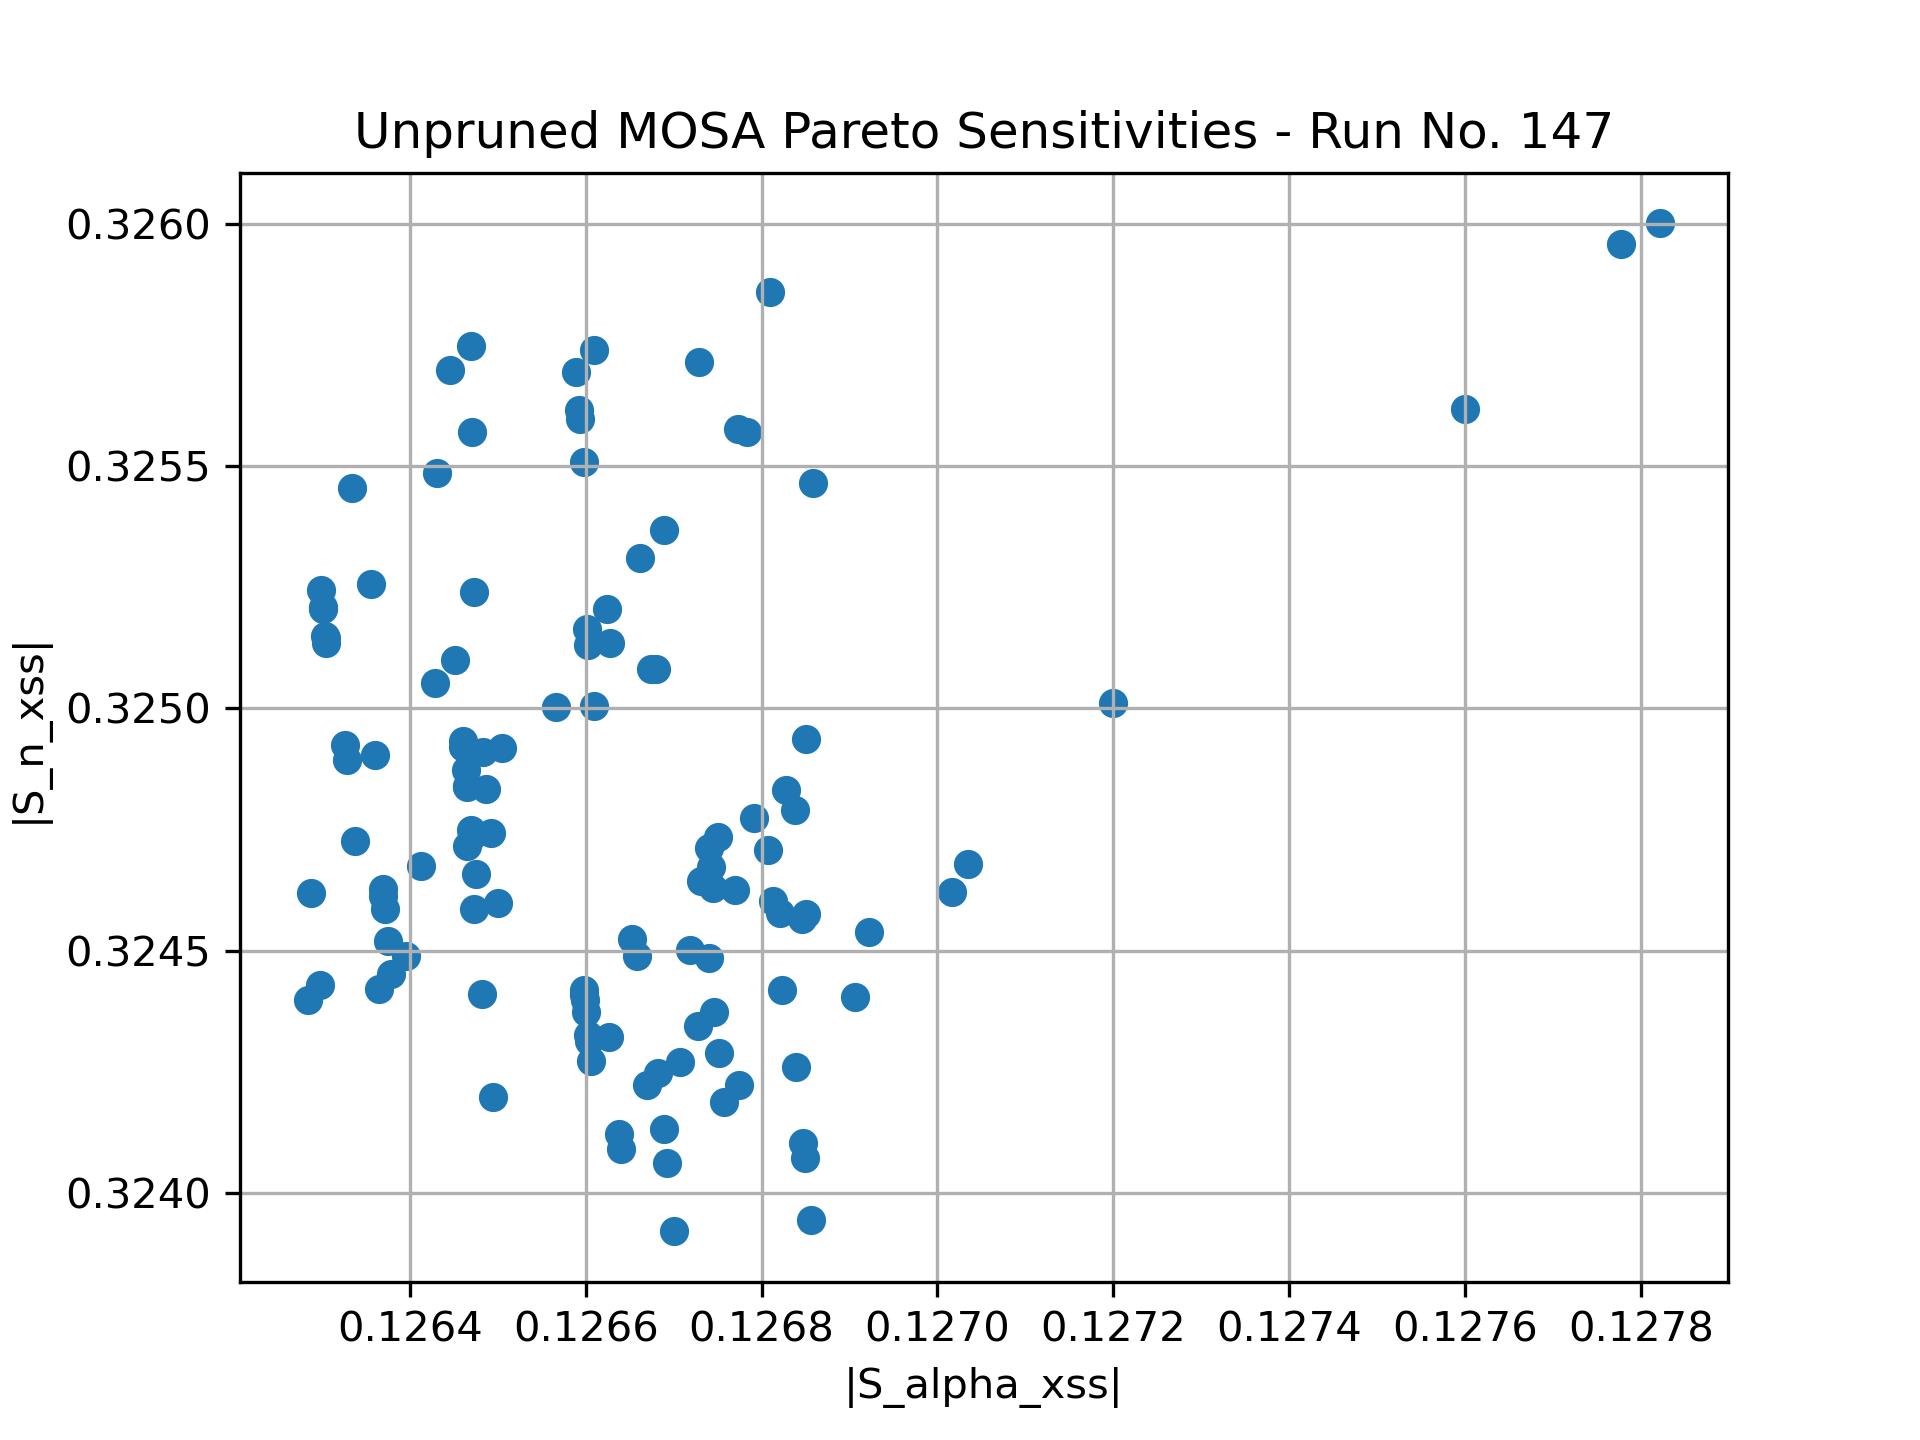 Unpruned MOSA Pareto Sensitivities - Run No. 147
0.3260
0.3255
0.3250
0.3245
0.3240
|S_n_xss|
0.1264 0.1266 0.1268 0.1270 0.1272 0.1274 0.1276 0.1278
|S_alpha_xss|